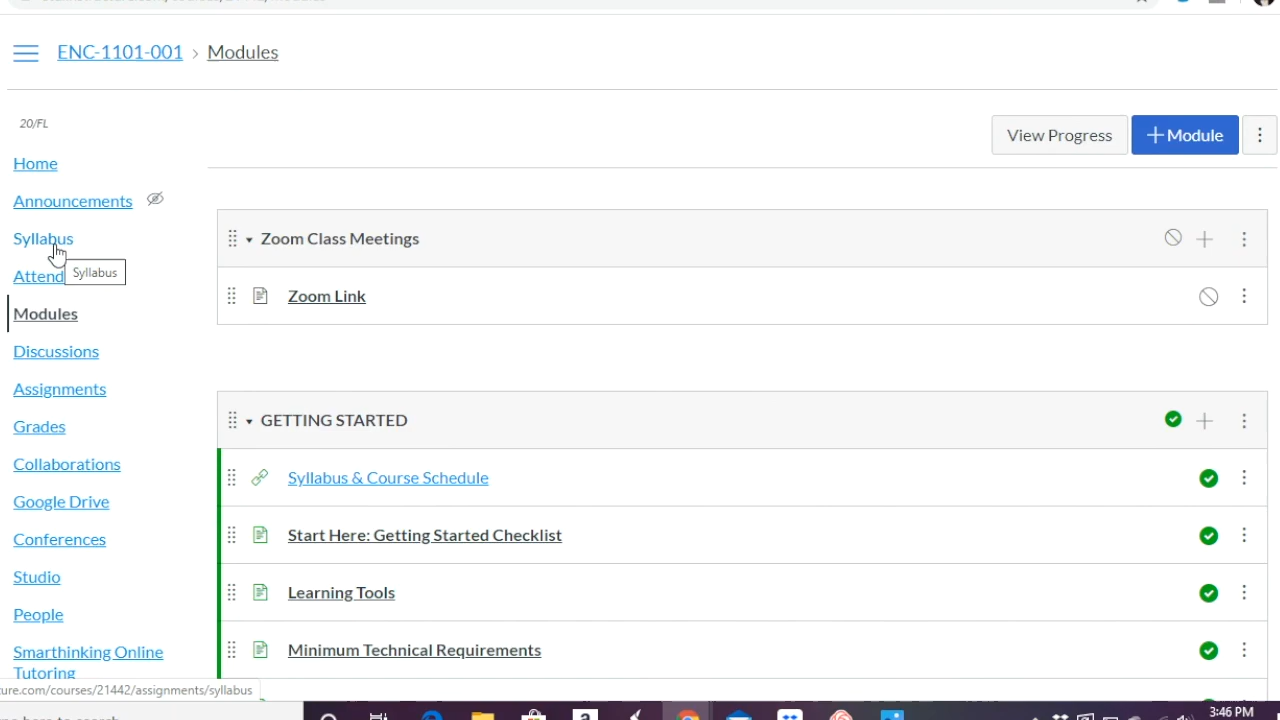 ENC-1101-001 › Modules
20/FL
View Progress
+ Module
Home
Announcements
Syllabus
Syllabus
Attend
Modules
Discussions
Assignments
Grades
Collaborations
Google Drive
Conferences
Studio
People
Smarthinking Online
Tutoring
Zoom Class Meetings
Zoom Link
GETTING STARTED
Syllabus & Course Schedule
Start Here: Getting Started Checklist
Learning Tools
Minimum Technical Requirements
ure.com/courses/21442/assignments/syllabus
3:46 PM